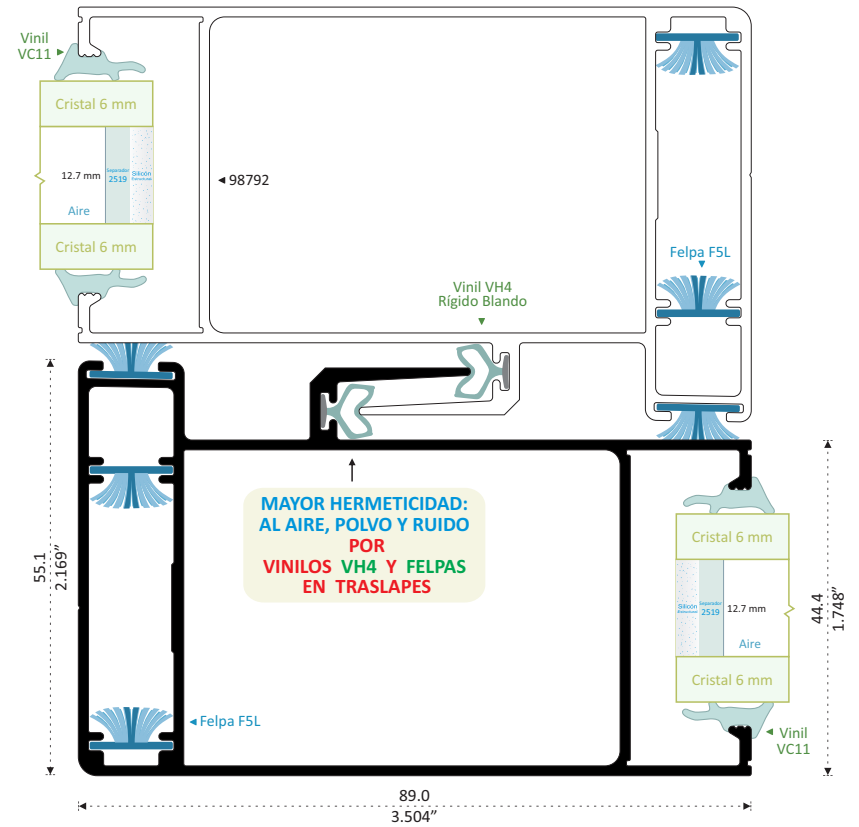 Vinil
VC11
Cristal 6 mm
12.7 mm
Separador
2519
Silicón
Estructural
Aire
Cristal 6 mm
98792
Felpa F5L
Vinil VH4
Rígido Blando
MAYOR HERMETICIDAD:
AL AIRE, POLVO Y RUIDO
POR
VINILOS VH4 Y FELPAS
EN TRASLAPES
55.1
2.169”
Cristal 6 mm
Silicón
Estructural
Separador
2519
12.7 mm
Aire
Cristal 6 mm
44.4
1.748”
Felpa F5L
Vinil
VC11
89.0
3.504”